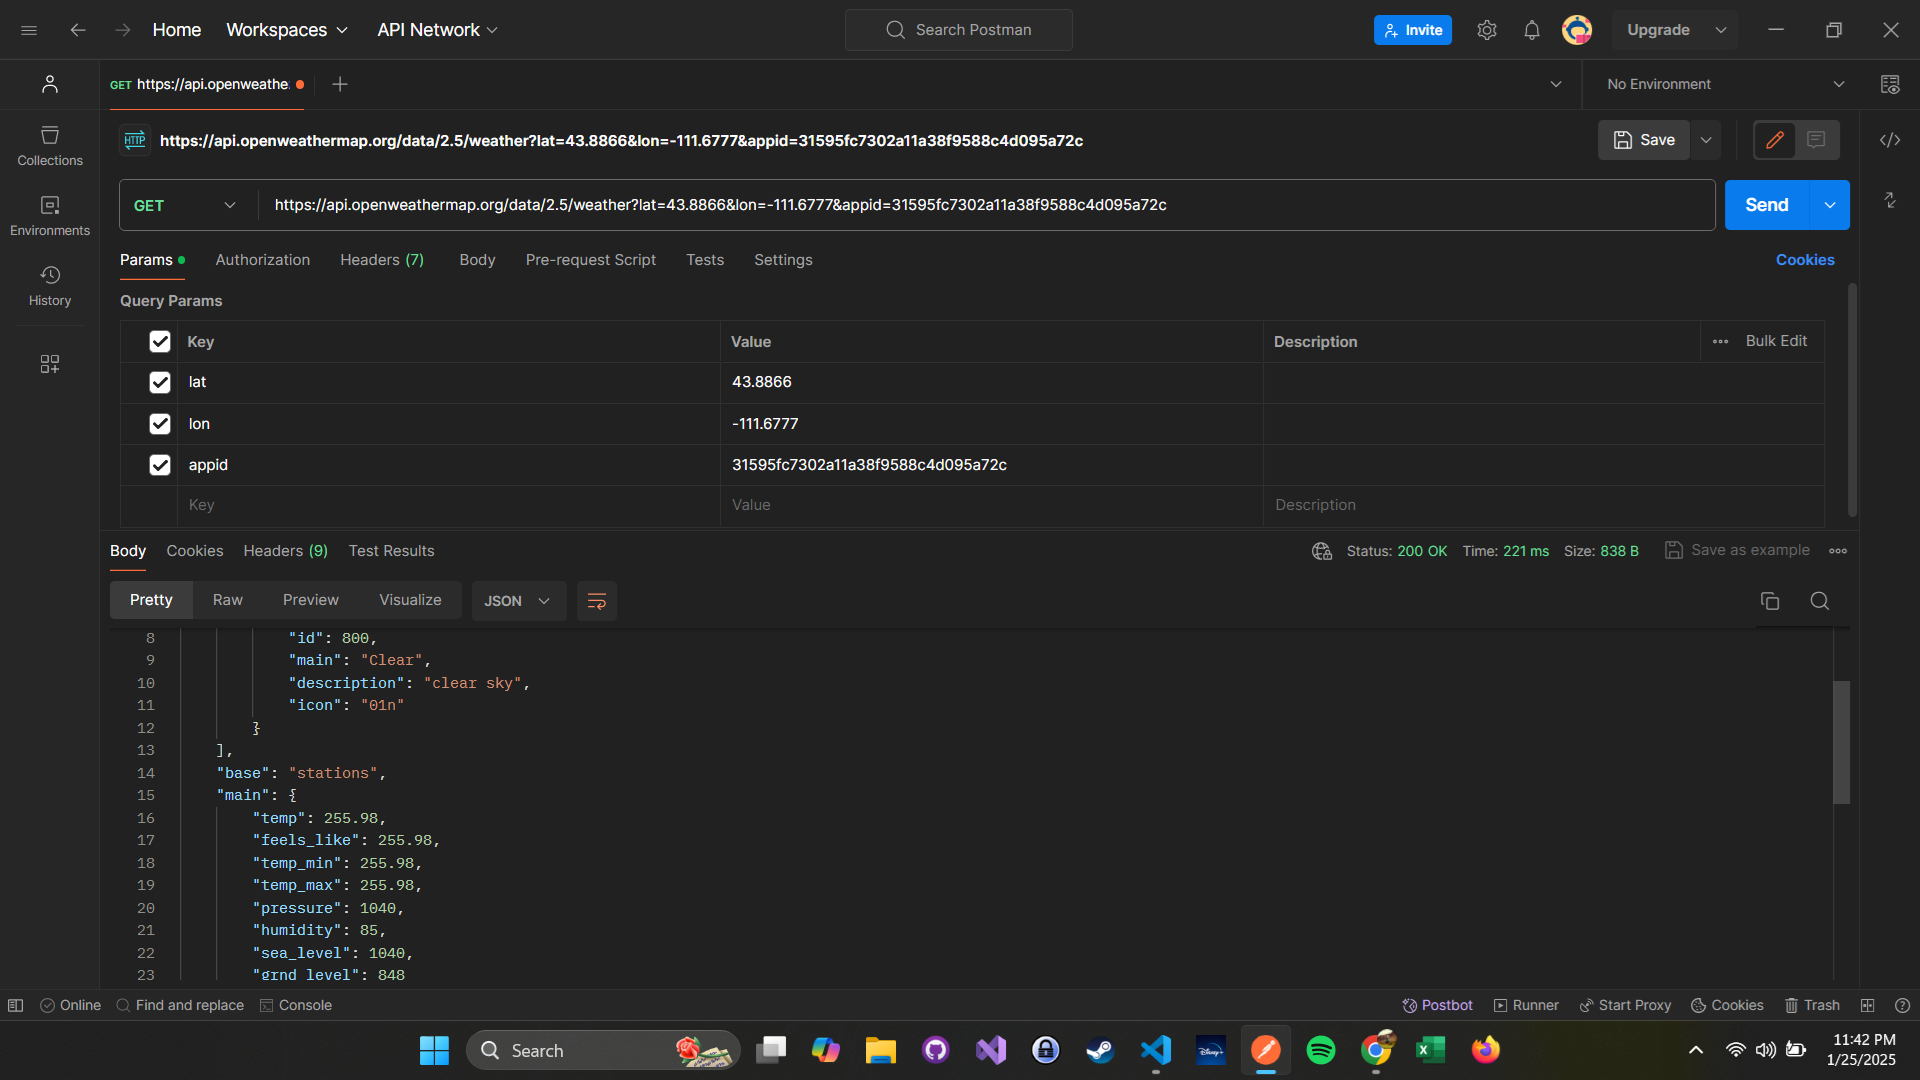 Home Workspaces API Network Search Postman Invite Upgrade
GET https://api.openweathe No Environment
HTTP https://api.openweathermap.org/data/2.5/weather?lat=43.8866&lon=-111.6777&appid=31595fc7302a11a38f9588c4d095a72c Save
GET https://api.openweathermap.org/data/2.5/weather?lat=43.8866&lon=-111.6777&appid=31595fc7302a11a38f9588c4d095a72c Send
Collections
Environments
History
Params Authorization Headers (7) Body Pre-request Script Tests Settings Cookies
Query Params
Key Value Description Bulk Edit
lat 43.8866
lon -111.6777
appid 31595fc7302a11a38f9588c4d095a72c
Key Value Description
Body Cookies Headers (9) Test Results Status: 200 OK Time: 221 ms Size: 838 B Save as example
Pretty Raw Preview Visualize JSON
8 "id": 800,
9 "main": "Clear",
10 "description": "clear sky",
11 "icon": "01n"
12 }
13 ],
14 "base": "stations",
15 "main": {
16 "temp": 255.98,
17 "feels_like": 255.98,
18 "temp_min": 255.98,
19 "temp_max": 255.98,
20 "pressure": 1040,
21 "humidity": 85,
22 "sea_level": 1040,
23 "grnd_level": 848
Online Find and replace Console Postbot Runner Start Proxy Cookies Trash
Search Disney+ 11:42 PM
1/25/2025